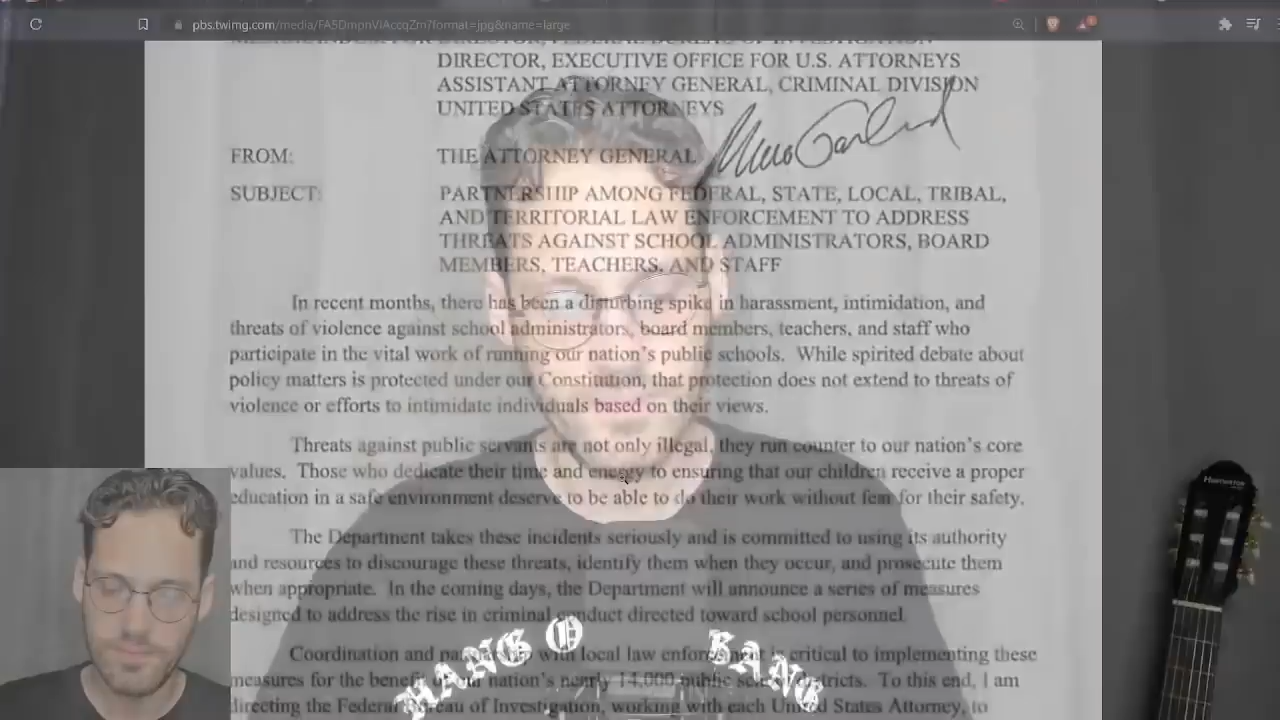 pbs.twimg.com/media/FA5DmpnVIAccqZm?format=jpg&name=large
DIRECTOR, FEDERAL BUREAU OF INVESTIGATION
DIRECTOR, EXECUTIVE OFFICE FOR U.S. ATTORNEYS
ASSISTANT ATTORNEY GENERAL, CRIMINAL DIVISION
UNITED STATES ATTORNEYS
FROM: THE ATTORNEY GENERAL
SUBJECT: PARTNERSHIP AMONG FEDERAL, STATE, LOCAL, TRIBAL,
AND TERRITORIAL LAW ENFORCEMENT TO ADDRESS
THREATS AGAINST SCHOOL ADMINISTRATORS, BOARD
MEMBERS, TEACHERS, AND STAFF
In recent months, there has been a disturbing spike in harassment, intimidation, and
threats of violence against school administrators, board members, teachers, and staff who
participate in the vital work of running our nation's public schools. While spirited debate about
policy matters is protected under our Constitution, that protection does not extend to threats of
violence or efforts to intimidate individuals based on their views.
Threats against public servants are not only illegal, they run counter to our nation's core
values. Those who dedicate their time and energy to ensuring that our children receive a proper
education in a safe environment deserve to be able to do their work without fear for their safety.
The Department takes these incidents seriously and is committed to using its authority
and resources to discourage these threats, identify them when they occur, and prosecute them
when appropriate. In the coming days, the Department will announce a series of measures
designed to address the rise in criminal conduct directed toward school personnel.
Coordination and partnership with local law enforcement is critical to implementing these
measures for the benefit of our nation's nearly 14,000 public school districts. To this end, I am
directing the Federal Bureau of Investigation, working with each United States Attorney, to
MANG O BANG